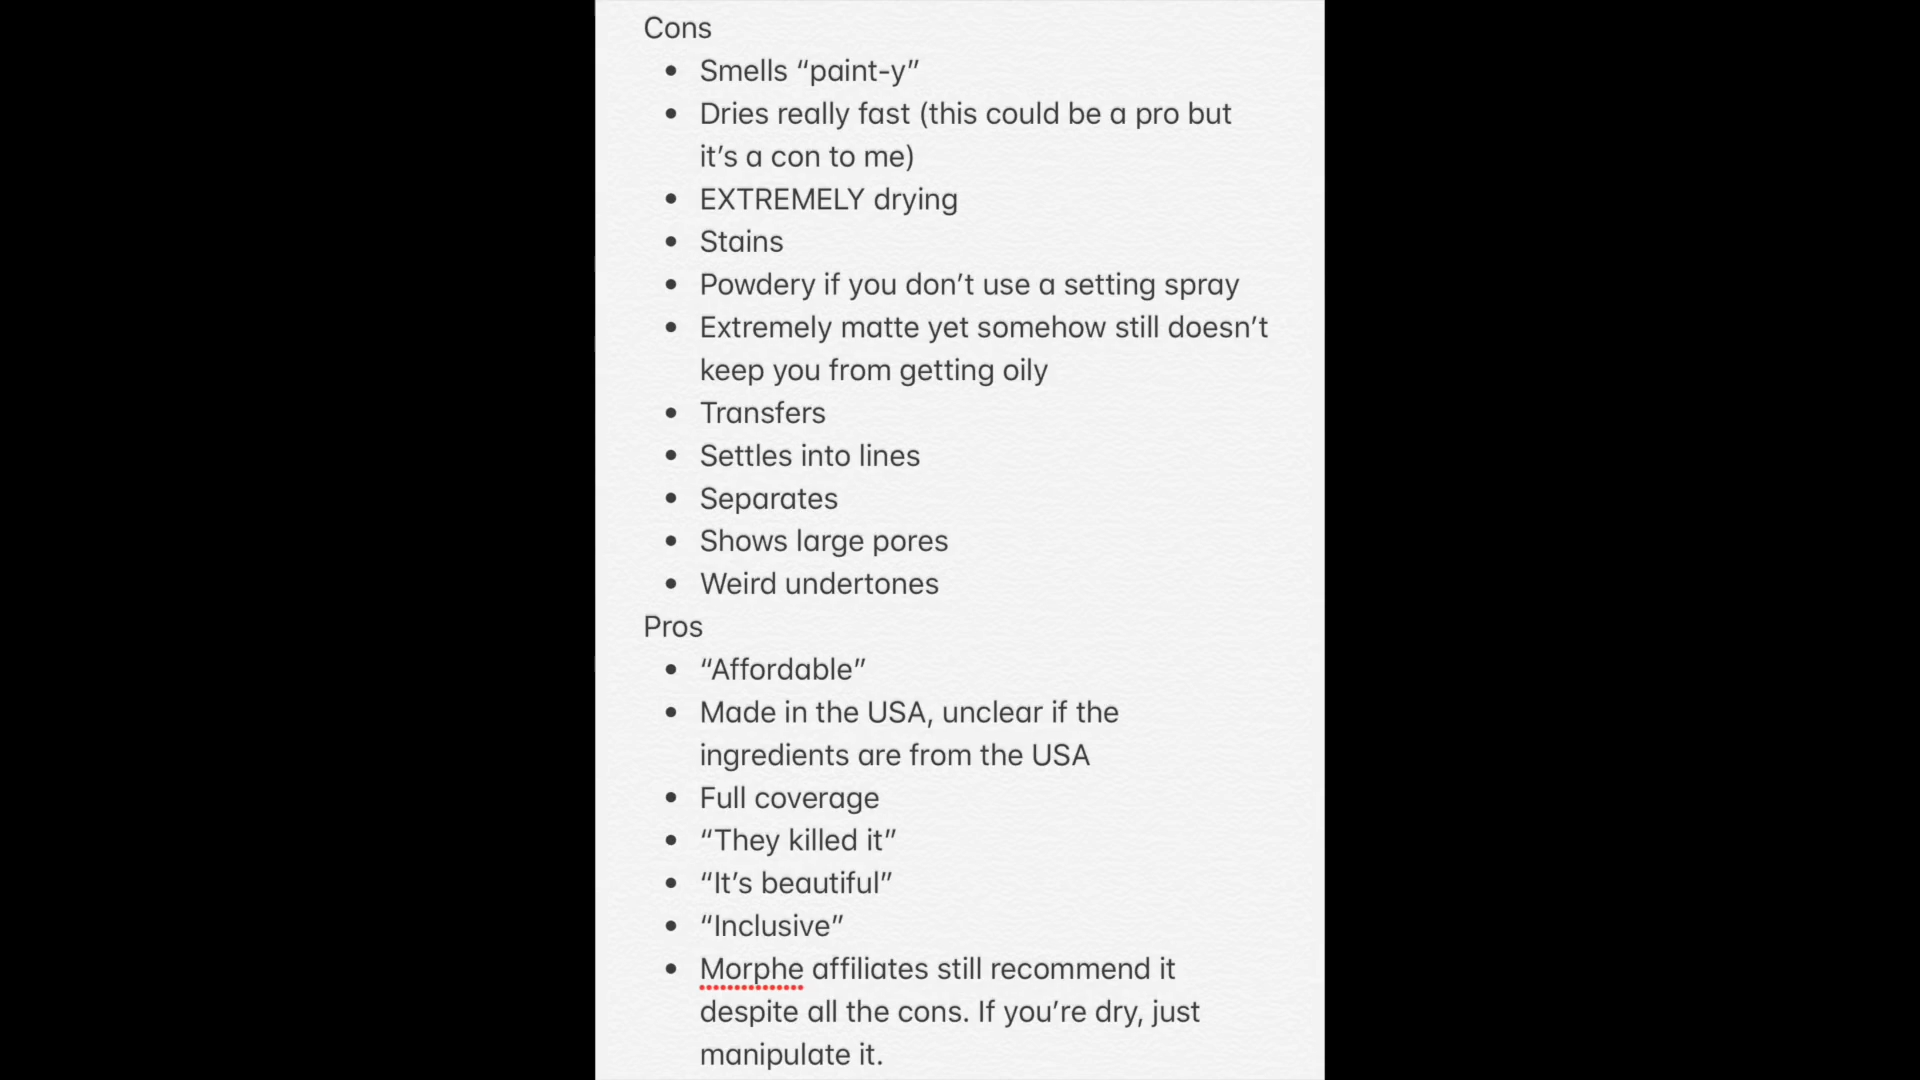 Cons
• Smells “paint-y”
• Dries really fast (this could be a pro but
it’s a con to me)
• EXTREMELY drying
• Stains
• Powdery if you don’t use a setting spray
• Extremely matte yet somehow still doesn’t
keep you from getting oily
• Transfers
• Settles into lines
• Separates
• Shows large pores
• Weird undertones
Pros
• “Affordable”
• Made in the USA, unclear if the
ingredients are from the USA
• Full coverage
• “They killed it”
• “It’s beautiful”
• “Inclusive”
• Morphe affiliates still recommend it
despite all the cons. If you’re dry, just
manipulate it.